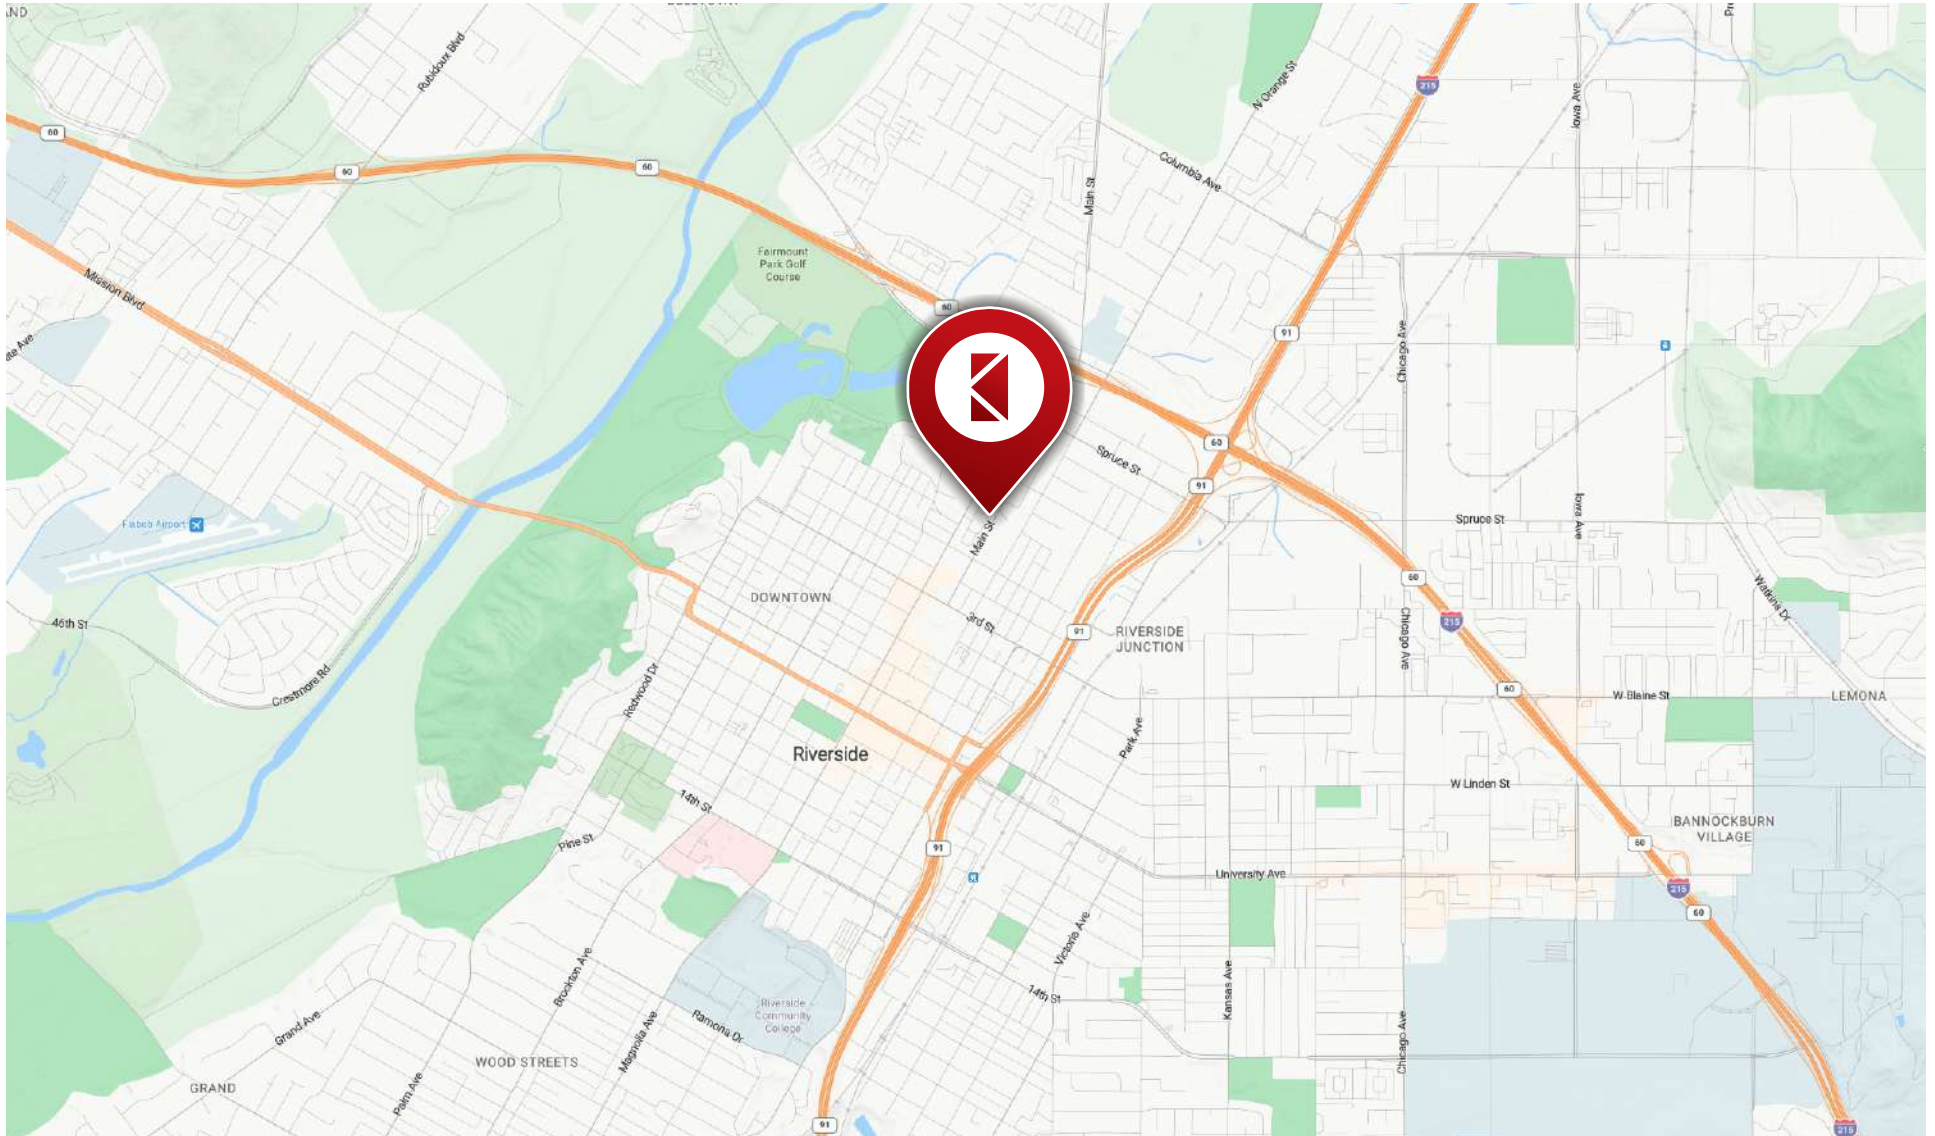 Rubidoux Blvd
N Orange St
215
Iowa Ave
60
60
60
Columbia Ave
Main St
Fairmount
Park Golf
Course
Mission Blvd
60
91
Chicago Ave
K
60
Spruce St
91
Main St
Spruce St
Iowa Ave
Flabob Airport
60
Watkins Dr
DOWNTOWN
46th St
3rd St
91
RIVERSIDE
JUNCTION
Chicago Ave
215
Crestmore Rd
Redwood Dr
60
W Blaine St
LEMONA
Park Ave
Riverside
W Linden St
14th St
BANNOCKBURN
VILLAGE
Pine St
91
60
University Ave
215
60
Victoria Ave
Brockton Ave
Kansas Ave
14th St
Riverside
Community
College
Grand Ave
Magnolia Ave
Ramona Dr
Chicago Ave
WOOD STREETS
GRAND
Palm Ave
91
215